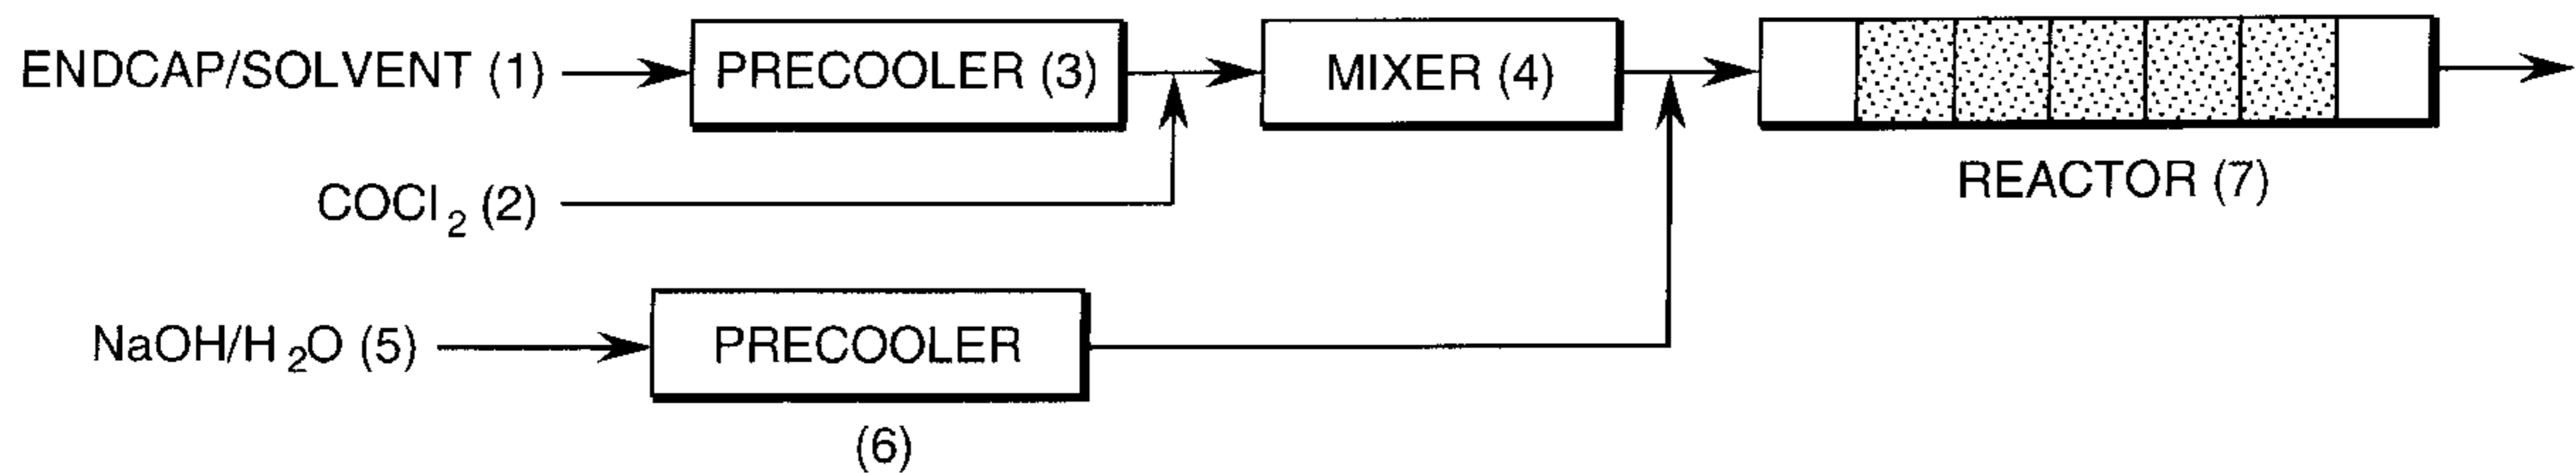 ENDCAP/SOLVENT (1)
PRECOOLER (3)
MIXER (4)
REACTOR (7)
COCl₂ (2)
NaOH/H₂O (5)
PRECOOLER
(6)